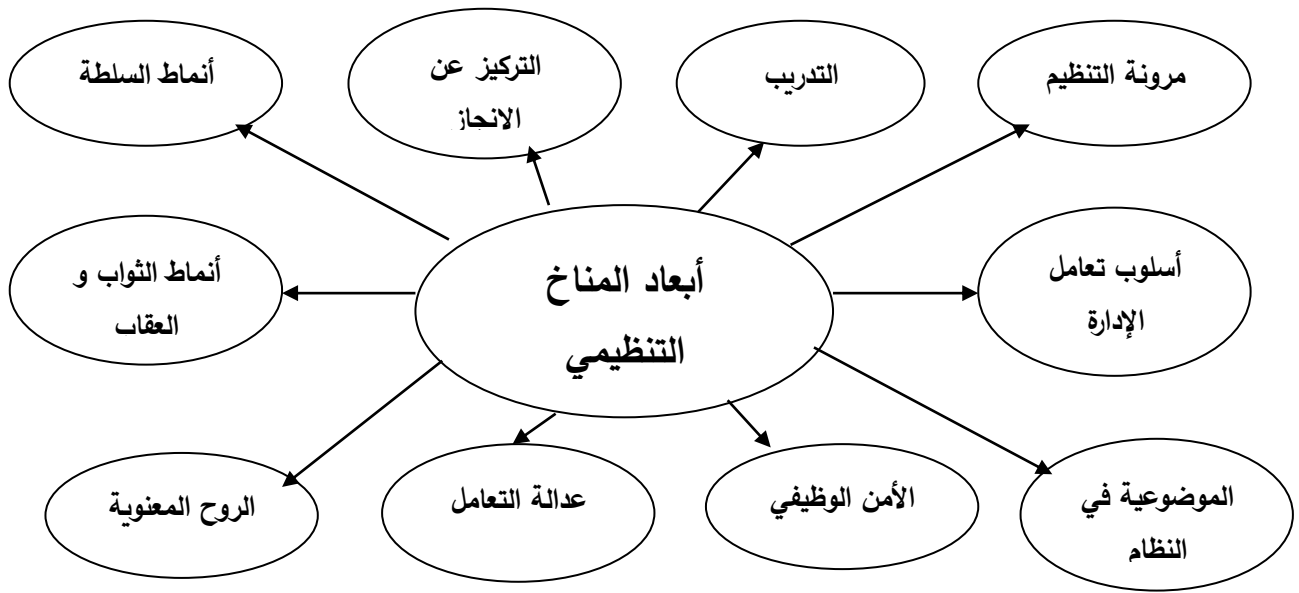 مرونة التنظيم
التدريب
التركيز عن
الانجاز
أنماط السلطة
أسلوب تعامل
الإدارة
أبعاد المناخ
التنظيمي
أنماط الثواب و
العقاب
الموضوعية في
النظام
الأمن الوظيفي
عدالة التعامل
الروح المعنوية